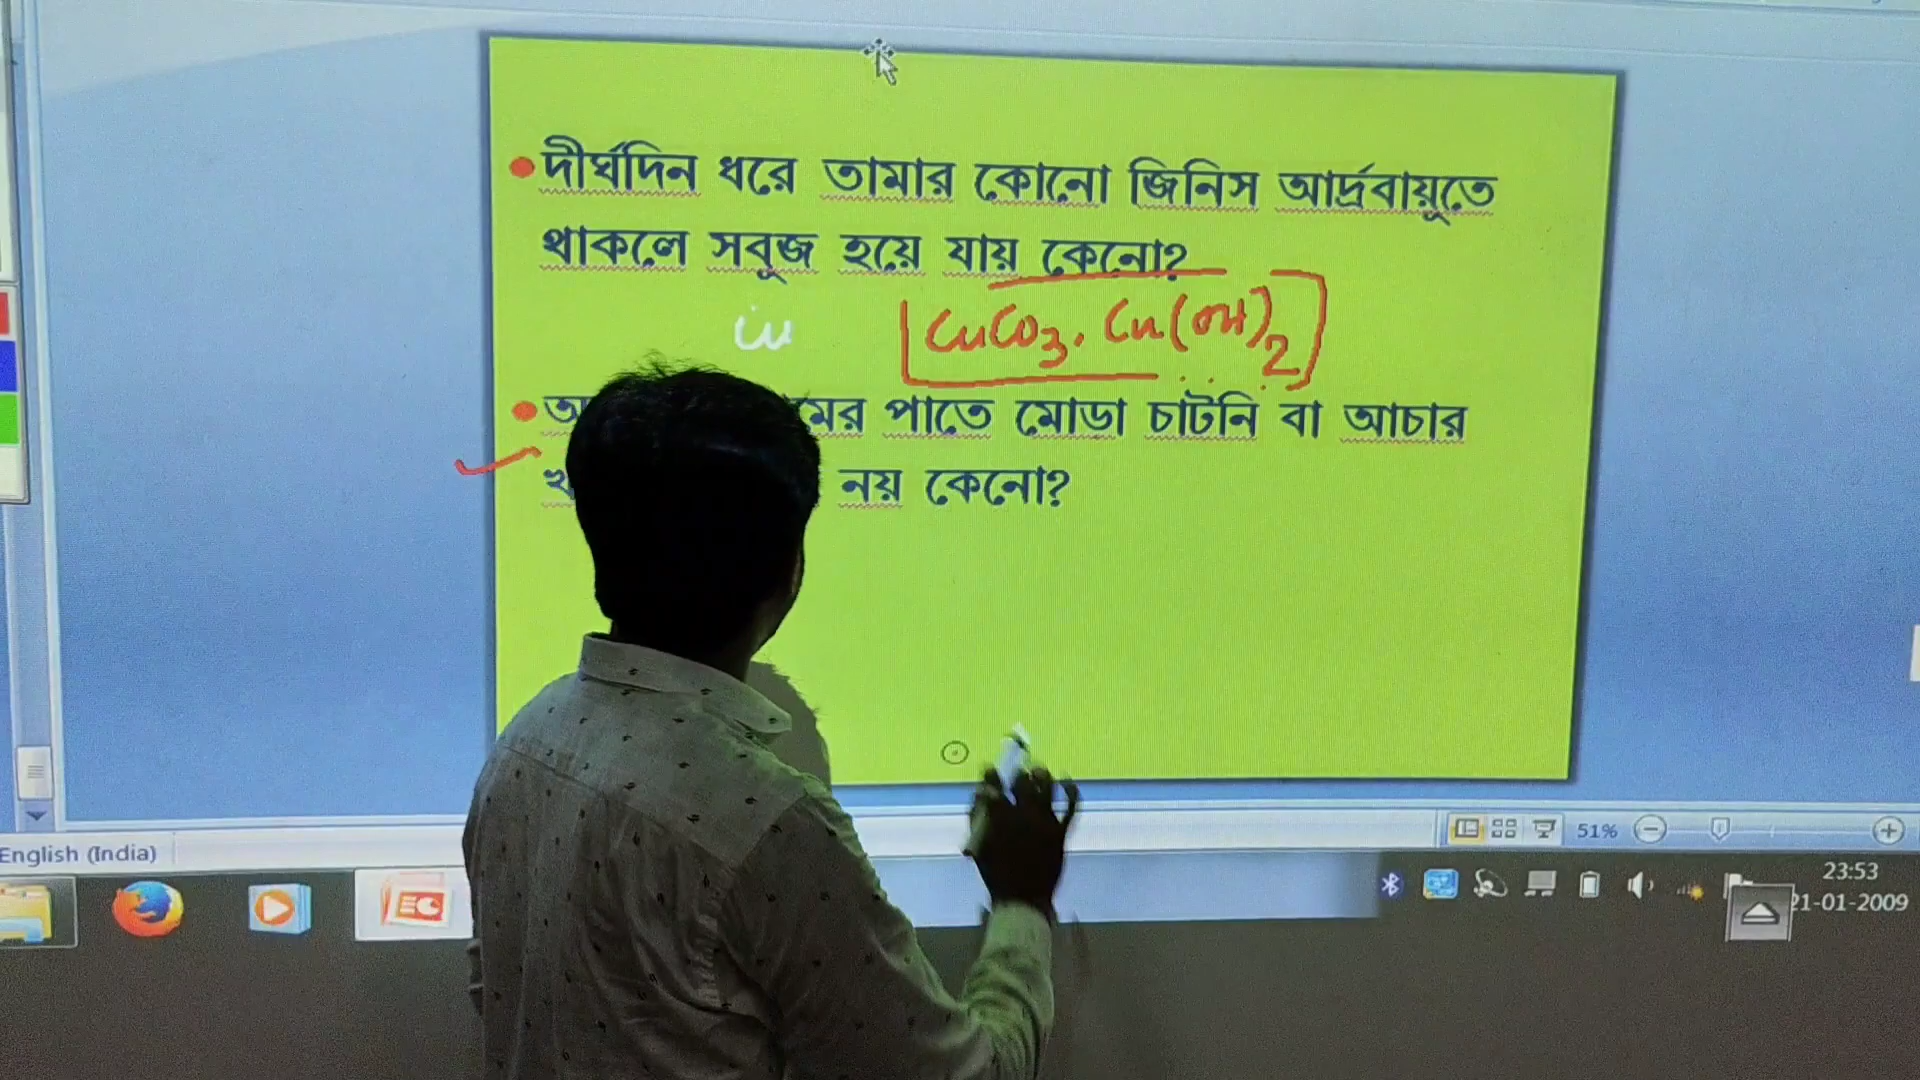 দীর্ঘদিন ধরে তামার কোনো জিনিস আর্দ্রবায়ূতে
থাকলে সবুজ হয়ে যায় কেনো?
cu CuCO3. Cu(OH)2
মের পাতে মোডা চাটনি বা আচার
নয় কেনো?
51%
English (India)
23:53
21-01-2009